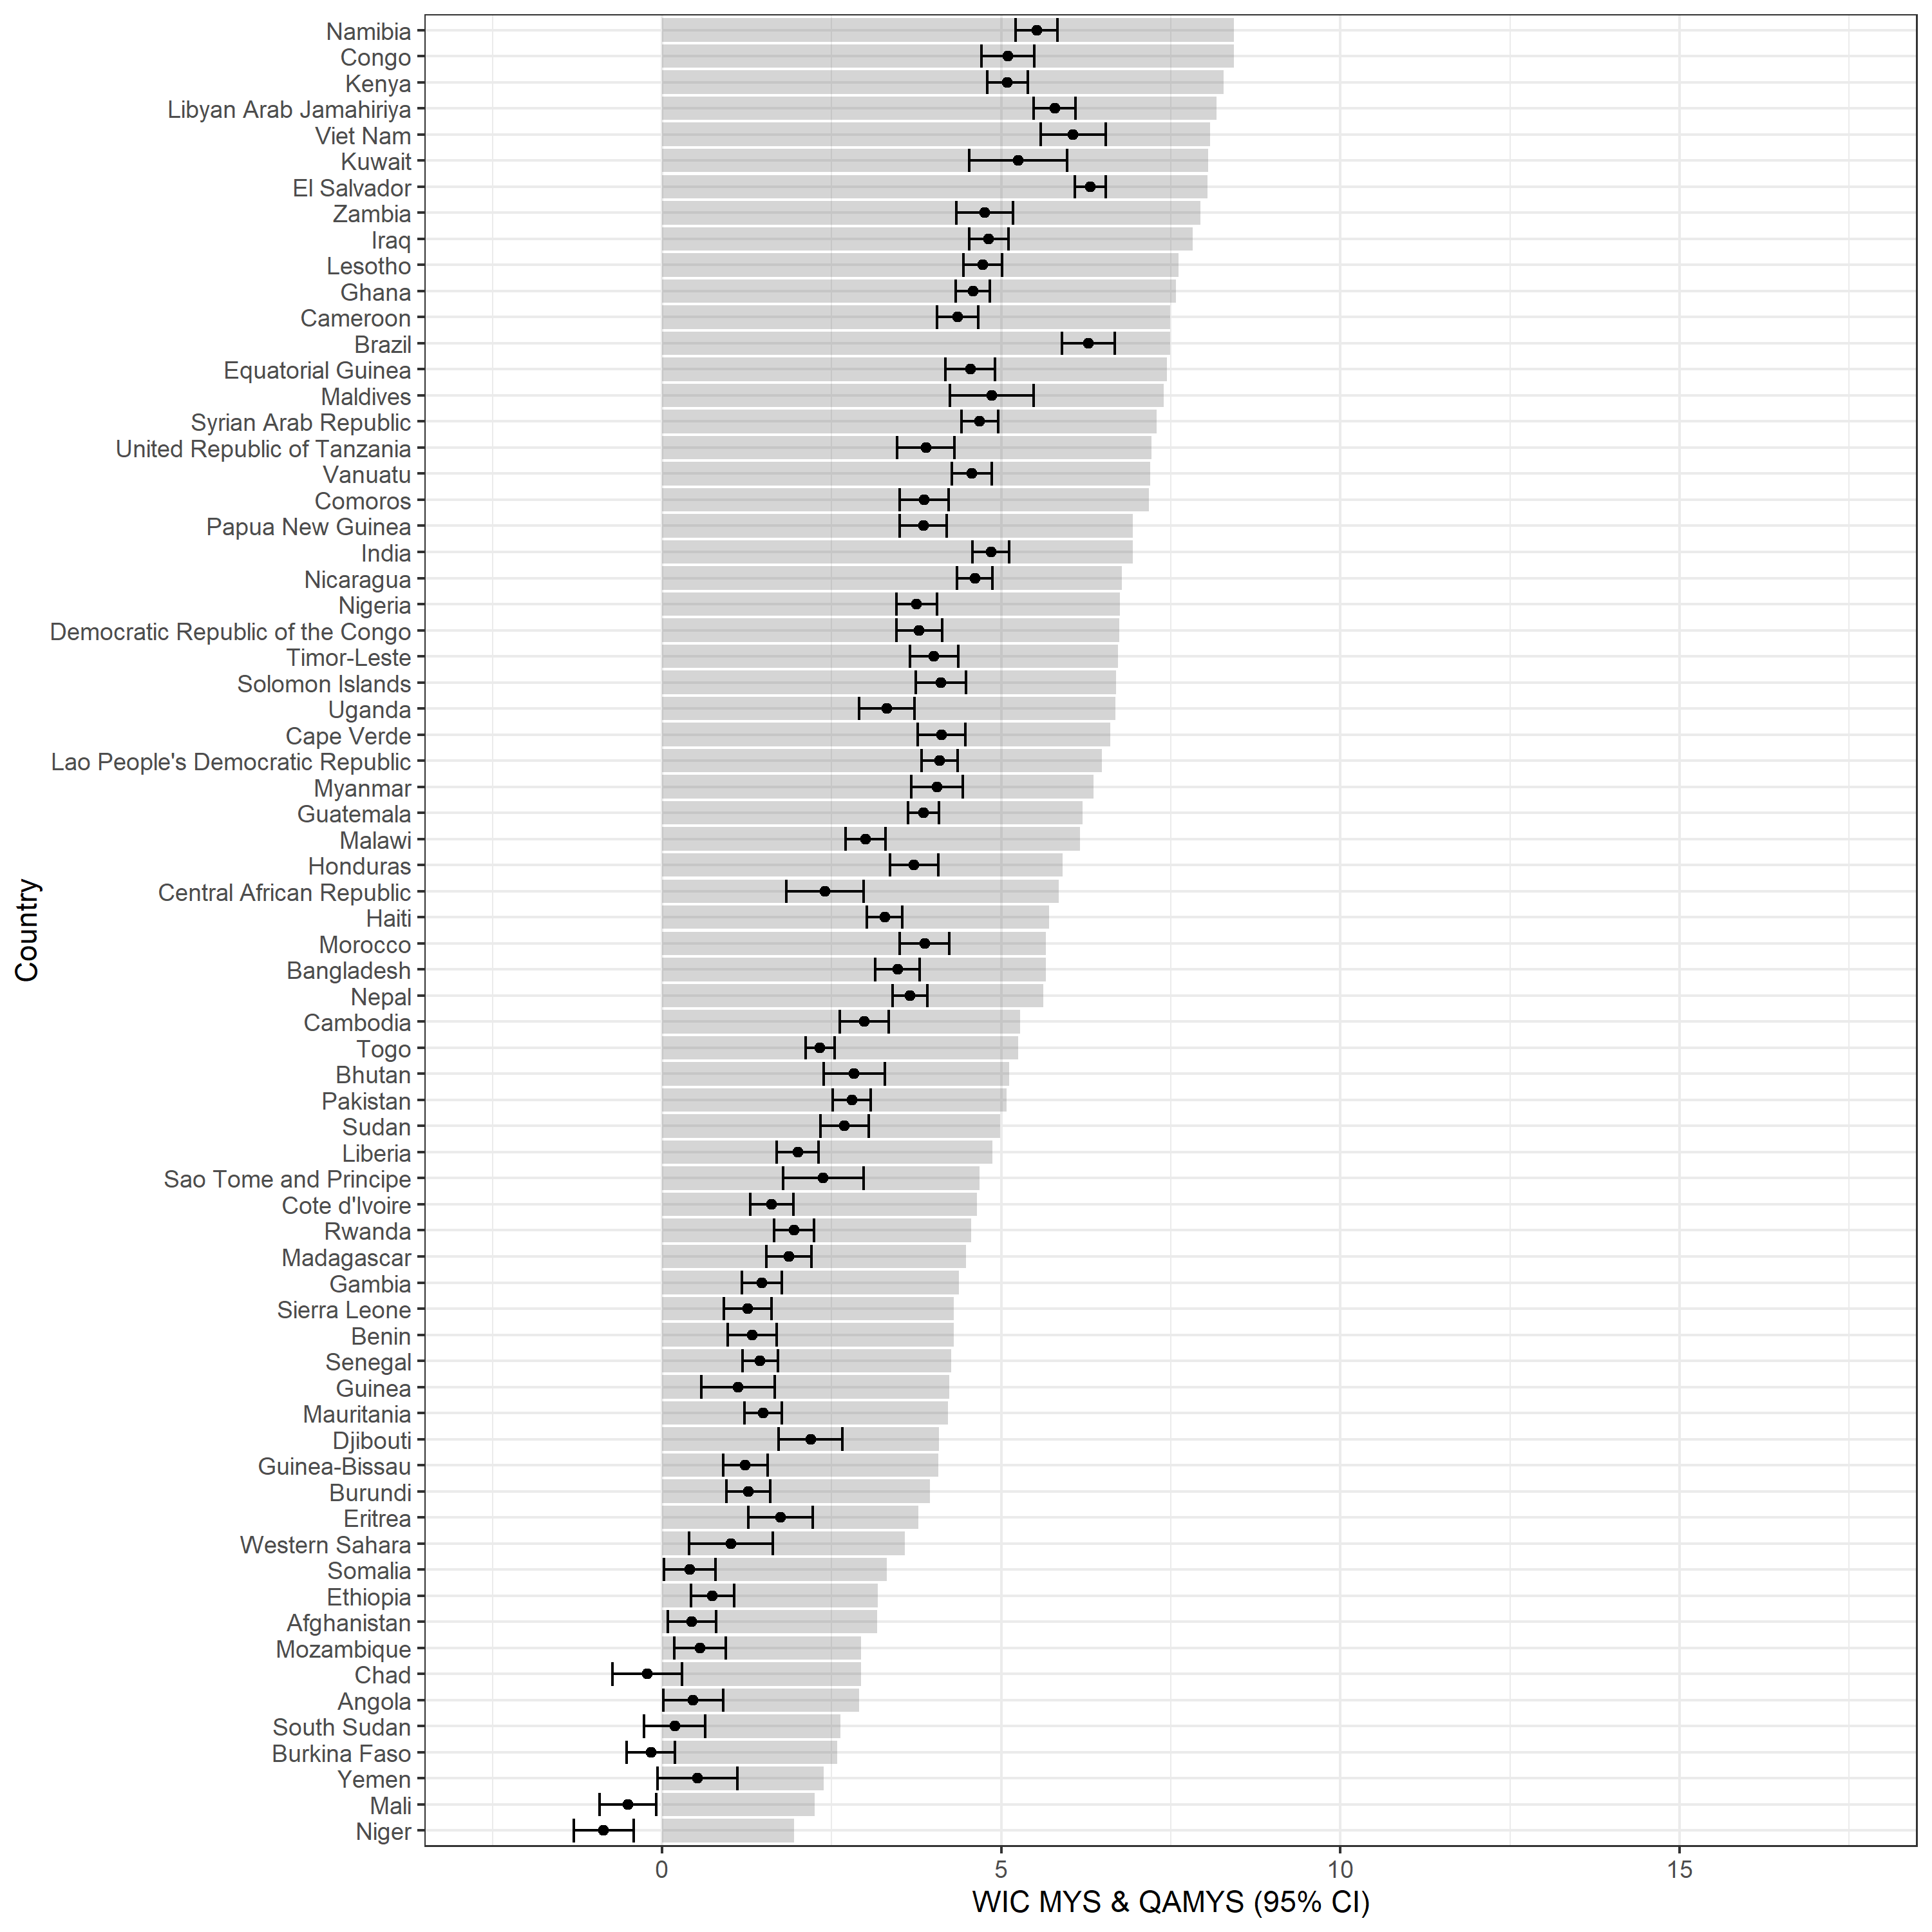 Namibia
Congo
Kenya
Libyan Arab Jamahiriya
Viet Nam
Kuwait
El Salvador
Zambia
Iraq
Lesotho
Ghana
Cameroon
Brazil
Equatorial Guinea
Maldives
Syrian Arab Republic
United Republic of Tanzania
Vanuatu
Comoros
Papua New Guinea
India
Nicaragua
Nigeria
Democratic Republic of the Congo
Timor-Leste
Solomon Islands
Uganda
Cape Verde
Lao People's Democratic Republic
Myanmar
Guatemala
Malawi
Honduras
Central African Republic
Haiti
Morocco
Bangladesh
Nepal
Cambodia
Togo
Bhutan
Pakistan
Sudan
Liberia
Sao Tome and Principe
Cote d'Ivoire
Rwanda
Madagascar
Gambia
Sierra Leone
Benin
Senegal
Guinea
Mauritania
Djibouti
Guinea-Bissau
Burundi
Eritrea
Western Sahara
Somalia
Ethiopia
Afghanistan
Mozambique
Chad
Angola
South Sudan
Burkina Faso
Yemen
Mali
Niger
Country
0 5 10 15
WIC MYS & QAMYS (95% CI)